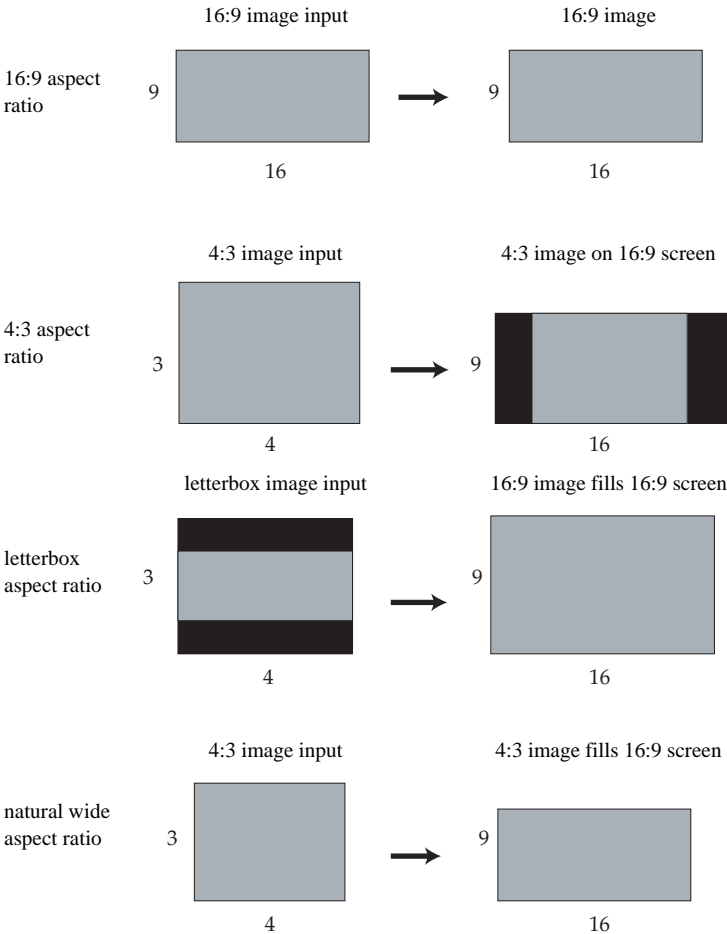 16:9 image input
16:9 image
16:9 aspect
ratio
9
9
16
16
4:3 image input
4:3 image on 16:9 screen
4:3 aspect
ratio
3
9
4
16
letterbox image input
16:9 image fills 16:9 screen
letterbox
aspect ratio
3
9
4
16
4:3 image input
4:3 image fills 16:9 screen
natural wide
aspect ratio
3
9
4
16